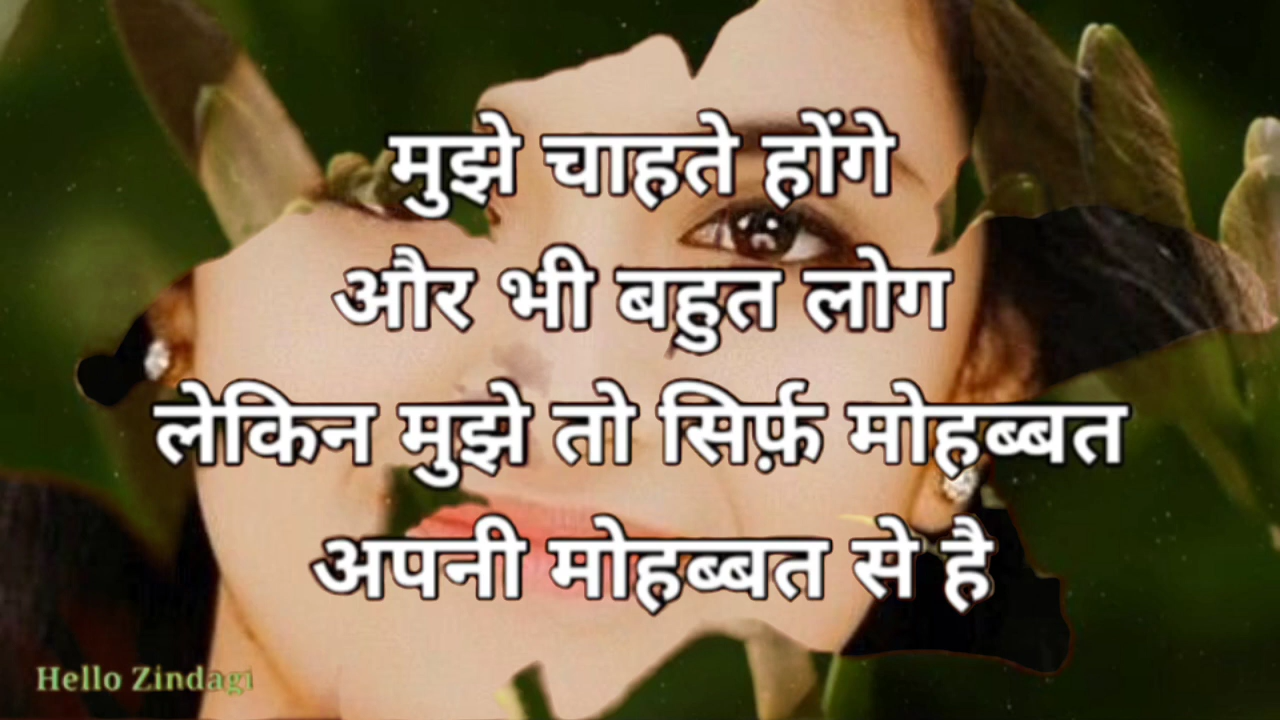 मुझे चाहते होंगे
और भी बहुत लोग
लेकिन मुझे तो सिर्फ़ मोहब्बत
अपनी मोहब्बत से है
Hello Zindagi